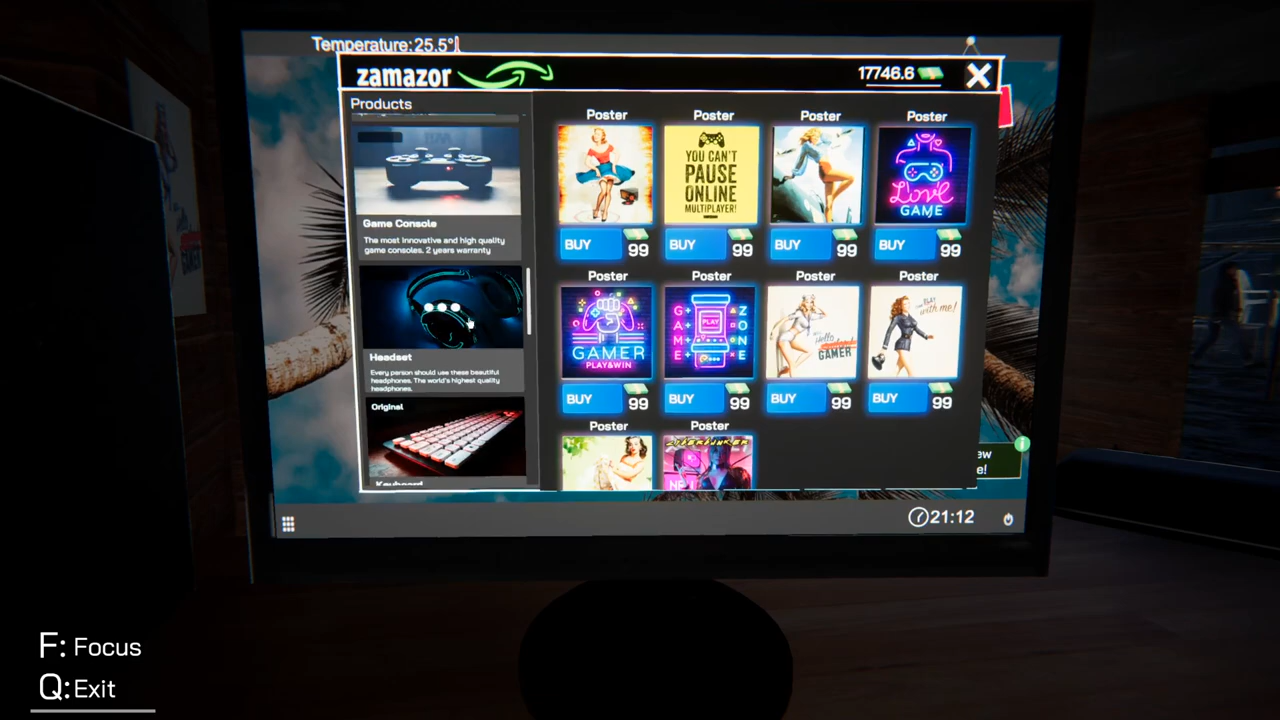 Temperature: 25.5°
zamazor
17746.6
Products
Game Console
The most innovative and high quality
game consoles. 2 years warranty
Headset
Every person should use these beautiful
headphones. The world's highest quality
headphones.
Original
Keyboard
Poster
Poster
Poster
Poster
YOU CAN'T
PAUSE
ONLINE
MULTIPLAYER!
Love
GAME
BUY 99
BUY 99
BUY 99
BUY 99
Poster
Poster
Poster
Poster
GAMER
PLAY&WIN
GAME
PLAY
ZONE
Hello
GAMER
with me!
BUY 99
BUY 99
BUY 99
BUY 99
Poster
Poster
ew
e!
21:12
F: Focus
Q: Exit